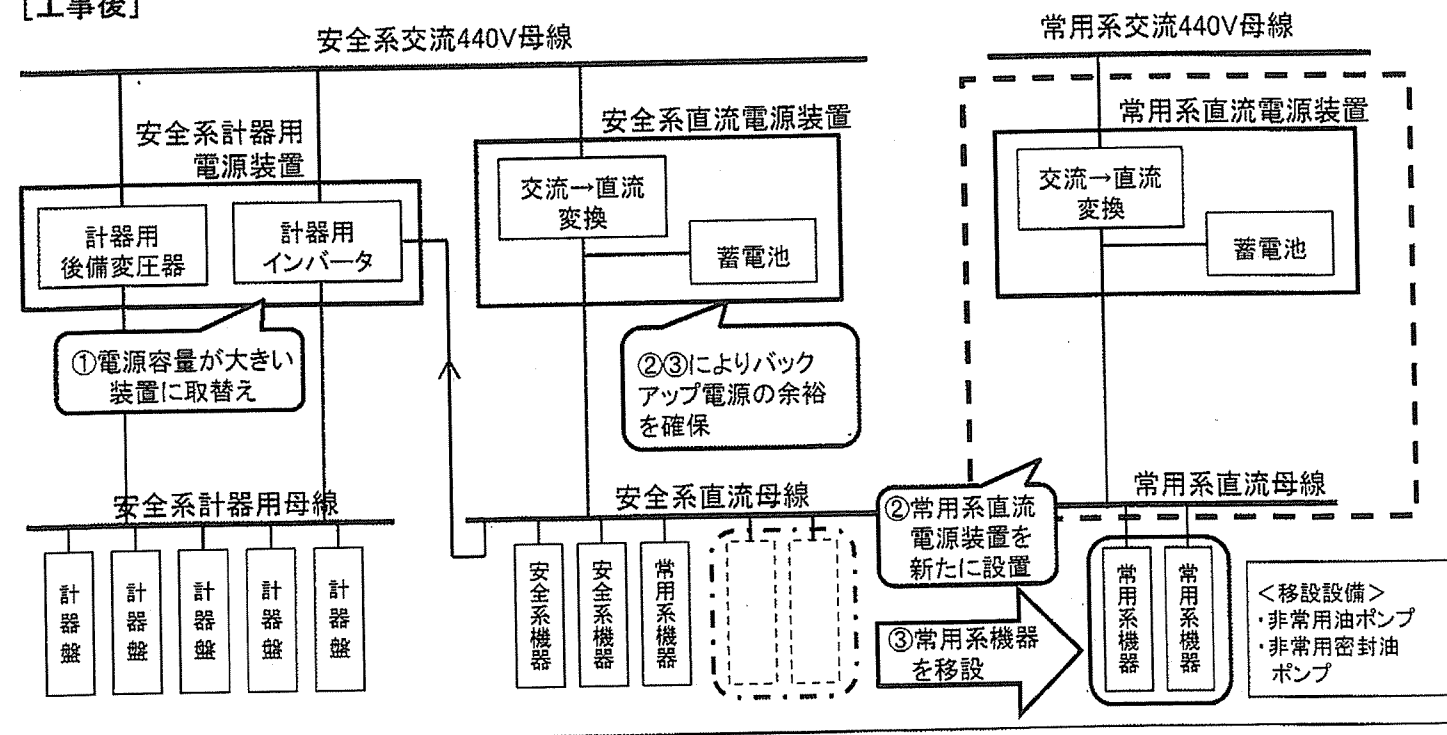 [工事後]
安全系交流440V母線
常用系交流440V母線
安全系計器用
電源装置
安全系直流電源装置
常用系直流電源装置
計器用
後備変圧器
計器用
インバータ
交流→直流
変換
蓄電池
交流→直流
変換
蓄電池
①電源容量が大きい
装置に取替え
②③によりバック
アップ電源の余裕
を確保
安全系計器用母線
安全系直流母線
常用系直流母線
②常用系直流
電源装置を
新たに設置
計器盤
計器盤
計器盤
計器盤
計器盤
安全系機器
安全系機器
常用系機器
③常用系機器
を移設
常用系機器
常用系機器
＜移設設備＞
・非常用油ポンプ
・非常用密封油
ポンプ